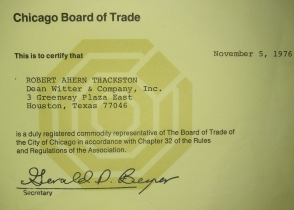 Chicago Board of Trade
This is to certify that
November 5, 1976
ROBERT AHERN THACKSTON
Dean Witter & Company, Inc.
3 Greenway Plaza East
Houston, Texas 77046
is a duly registered commodity representative of The Board of Trade of
the City of Chicago in accordance with Chapter 32 of the Rules
and Regulations of the Association.
Gerald D. Beyer
Secretary